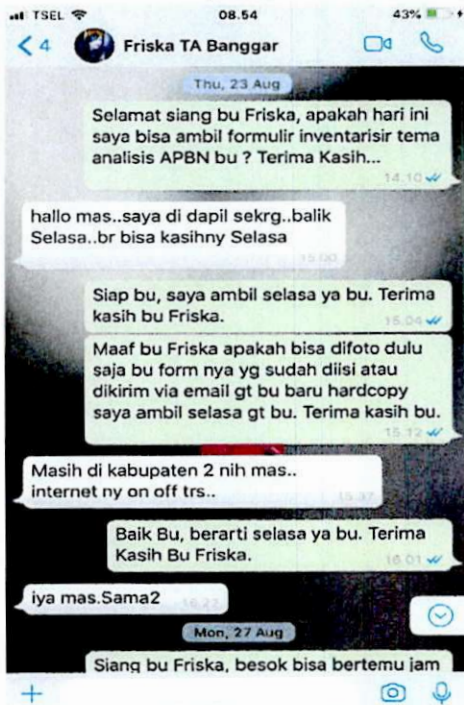 TSEL 08.54 43%
4 Friska TA Banggar
Thu, 23 Aug
Selamat siang bu Friska, apakah hari ini
saya bisa ambil formulir inventarisir tema
analisis APBN bu ? Terima Kasih...
14.10
hallo mas..saya di dapil sekrg..balik
Selasa..br bisa kasihny Selasa
15.00
Siap bu, saya ambil selasa ya bu. Terima
kasih bu Friska.
15.04
Maaf bu Friska apakah bisa difoto dulu
saja bu form nya yg sudah diisi atau
dikirim via email gt bu baru hardcopy
saya ambil selasa gt bu. Terima kasih bu.
15.12
Masih di kabupaten 2 nih mas..
internet ny on off trs..
15.37
Baik Bu, berarti selasa ya bu. Terima
Kasih Bu Friska.
16.01
iya mas.Sama2
16.22
Mon, 27 Aug
Siang bu Friska, besok bisa bertemu jam